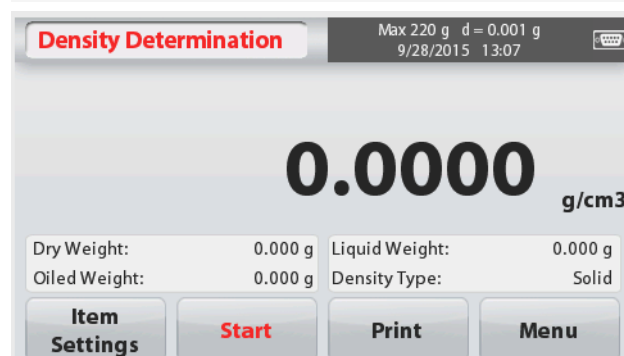 Density Determination
Max 220 g d = 0.001 g
9/28/2015 13:07
0.0000
g/cm3
Dry Weight: 0.000 g
Liquid Weight: 0.000 g
Oiled Weight: 0.000 g
Density Type: Solid
Item
Settings
Start
Print
Menu